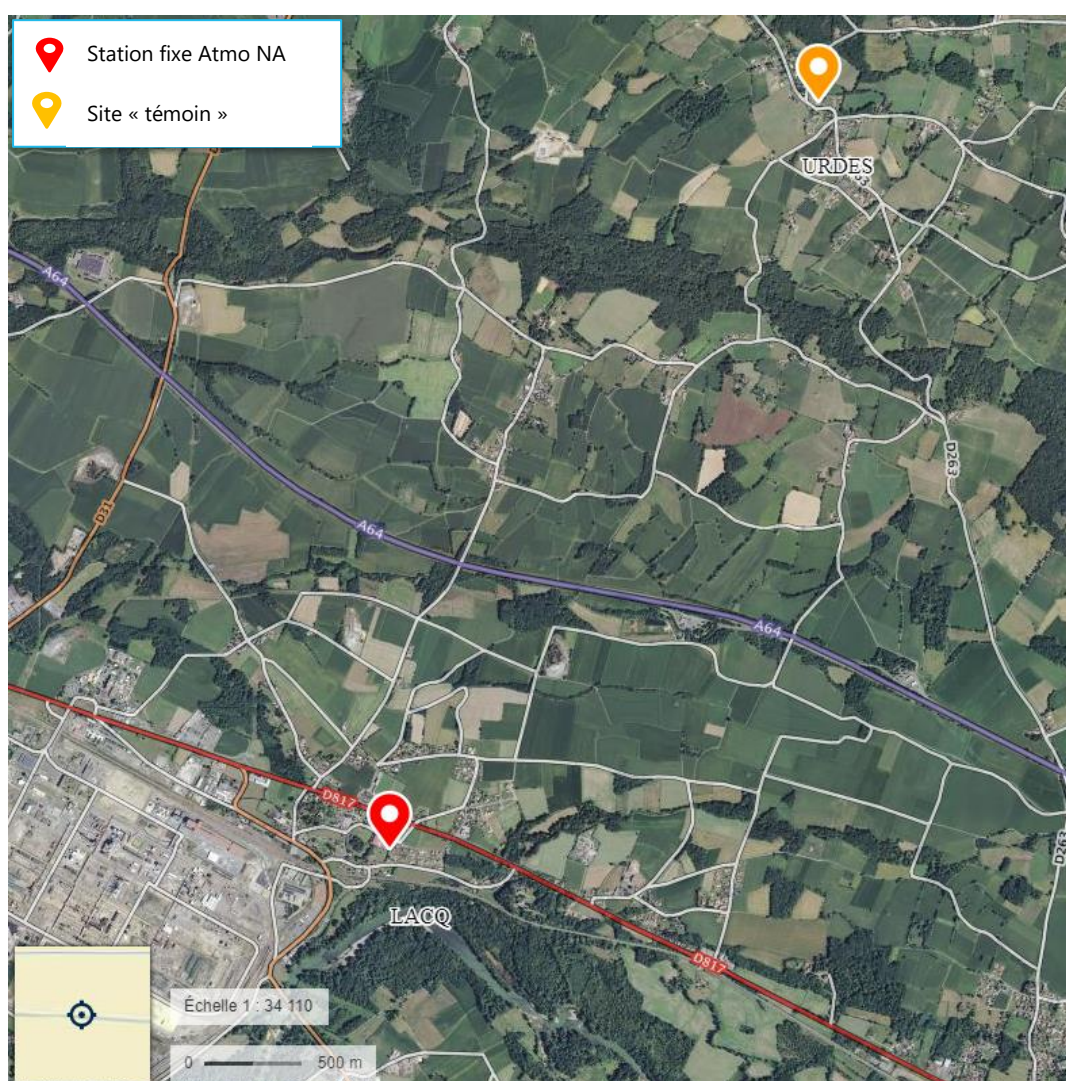 Station fixe Atmo NA
Site « témoin »
URDES
A64
D263
D31
A64
A64
D817
D263
LACQ
D817
Échelle 1 : 34 110
0 500 m